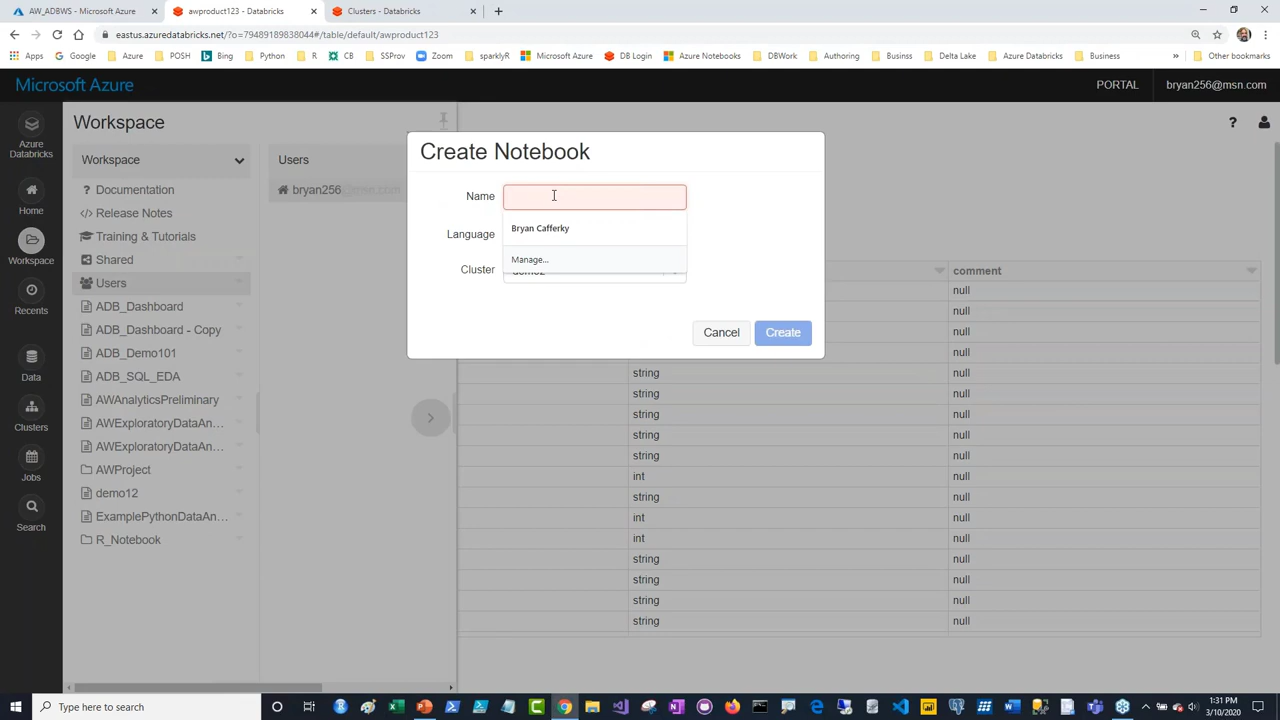 AW_ADBWS - Microsoft Azure
awproduct123 - Databricks
Clusters - Databricks
eastus.azuredatabricks.net/?o=79489189838044#/table/default/awproduct123
Apps
Google
Azure
POSH
Bing
Python
R
CB
SSProv
Zoom
sparklyR
Microsoft Azure
DB Login
Azure Notebooks
DBWork
Authoring
Businss
Delta Lake
Azure Databricks
Business
»
Other bookmarks
Microsoft Azure
PORTAL
bryan256@msn.com
Azure
Databricks
Home
Workspace
Recents
Data
Clusters
Jobs
Search
Workspace
Workspace
? Documentation
</> Release Notes
Training & Tutorials
Shared
Users
ADB_Dashboard
ADB_Dashboard - Copy
ADB_Demo101
ADB_SQL_EDA
AWAnalyticsPreliminary
AWExploratoryDataAn...
AWExploratoryDataAn...
AWProject
demo12
ExamplePythonDataAn...
R_Notebook
Users
bryan256
Create Notebook
Name
Bryan Cafferky
Manage...
Language
Cluster
demo2
Cancel
Create
?
comment
null
null
null
null
string null
string null
string null
string null
string null
int null
string null
int null
int null
string null
string null
string null
string null
Type here to search
1:31 PM
3/10/2020